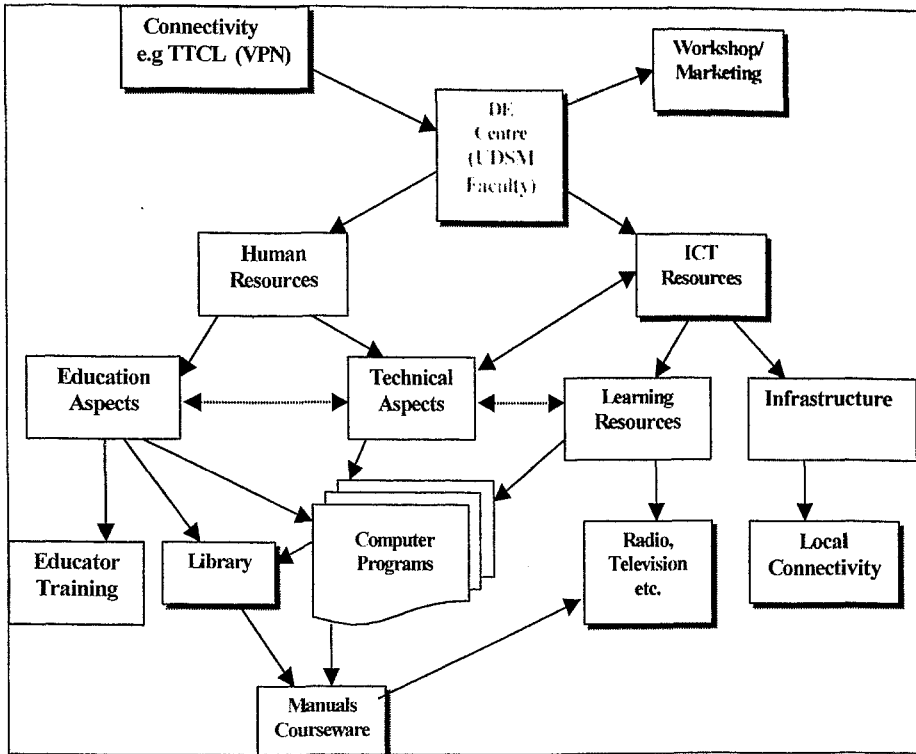 Connectivity
e.g TTCL (VPN)
Workshop/
Marketing
DE
Centre
(UDSM
Faculty)
Human
Resources
ICT
Resources
Education
Aspects
Technical
Aspects
Learning
Resources
Infrastructure
Educator
Training
Library
Computer
Programs
Radio,
Television
etc.
Local
Connectivity
Manuals
Courseware